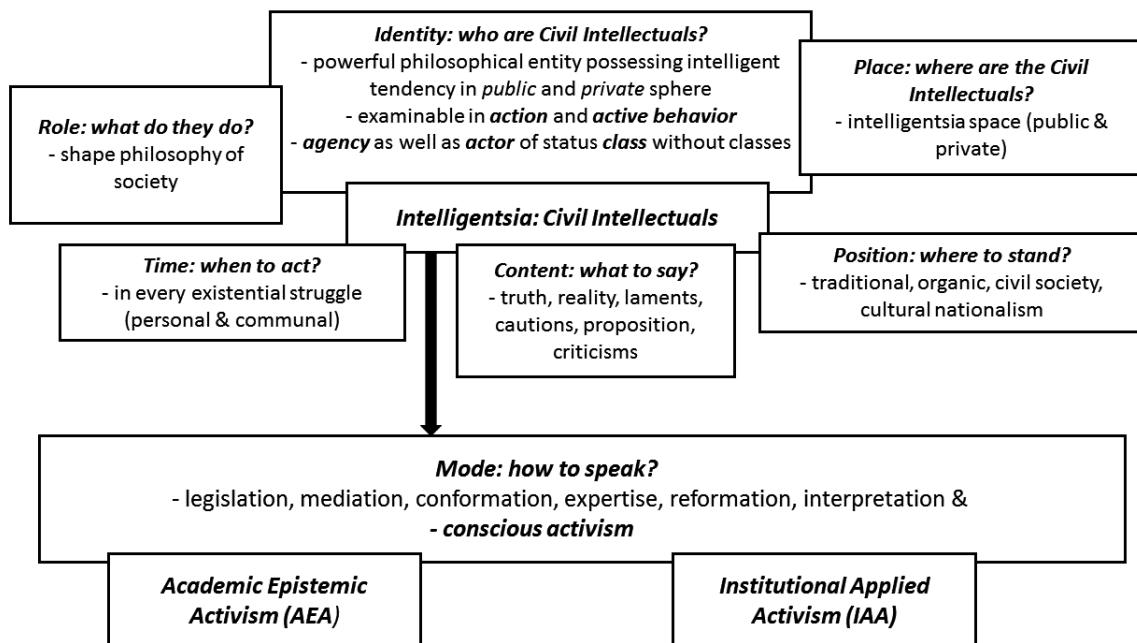 Identity: who are Civil Intellectuals?
- powerful philosophical entity possessing intelligent
tendency in public and private sphere
- examinable in action and active behavior
- agency as well as actor of status class without classes
Place: where are the Civil
Intellectuals?
- intelligentsia space (public &
private)
Role: what do they do?
- shape philosophy of
society
Intelligentsia: Civil Intellectuals
Time: when to act?
- in every existential struggle
(personal & communal)
Content: what to say?
- truth, reality, laments,
cautions, proposition,
criticisms
Position: where to stand?
- traditional, organic, civil society,
cultural nationalism
Mode: how to speak?
- legislation, mediation, conformation, expertise, reformation, interpretation &
- conscious activism
Academic Epistemic
Activism (AEA)
Institutional Applied
Activism (IAA)